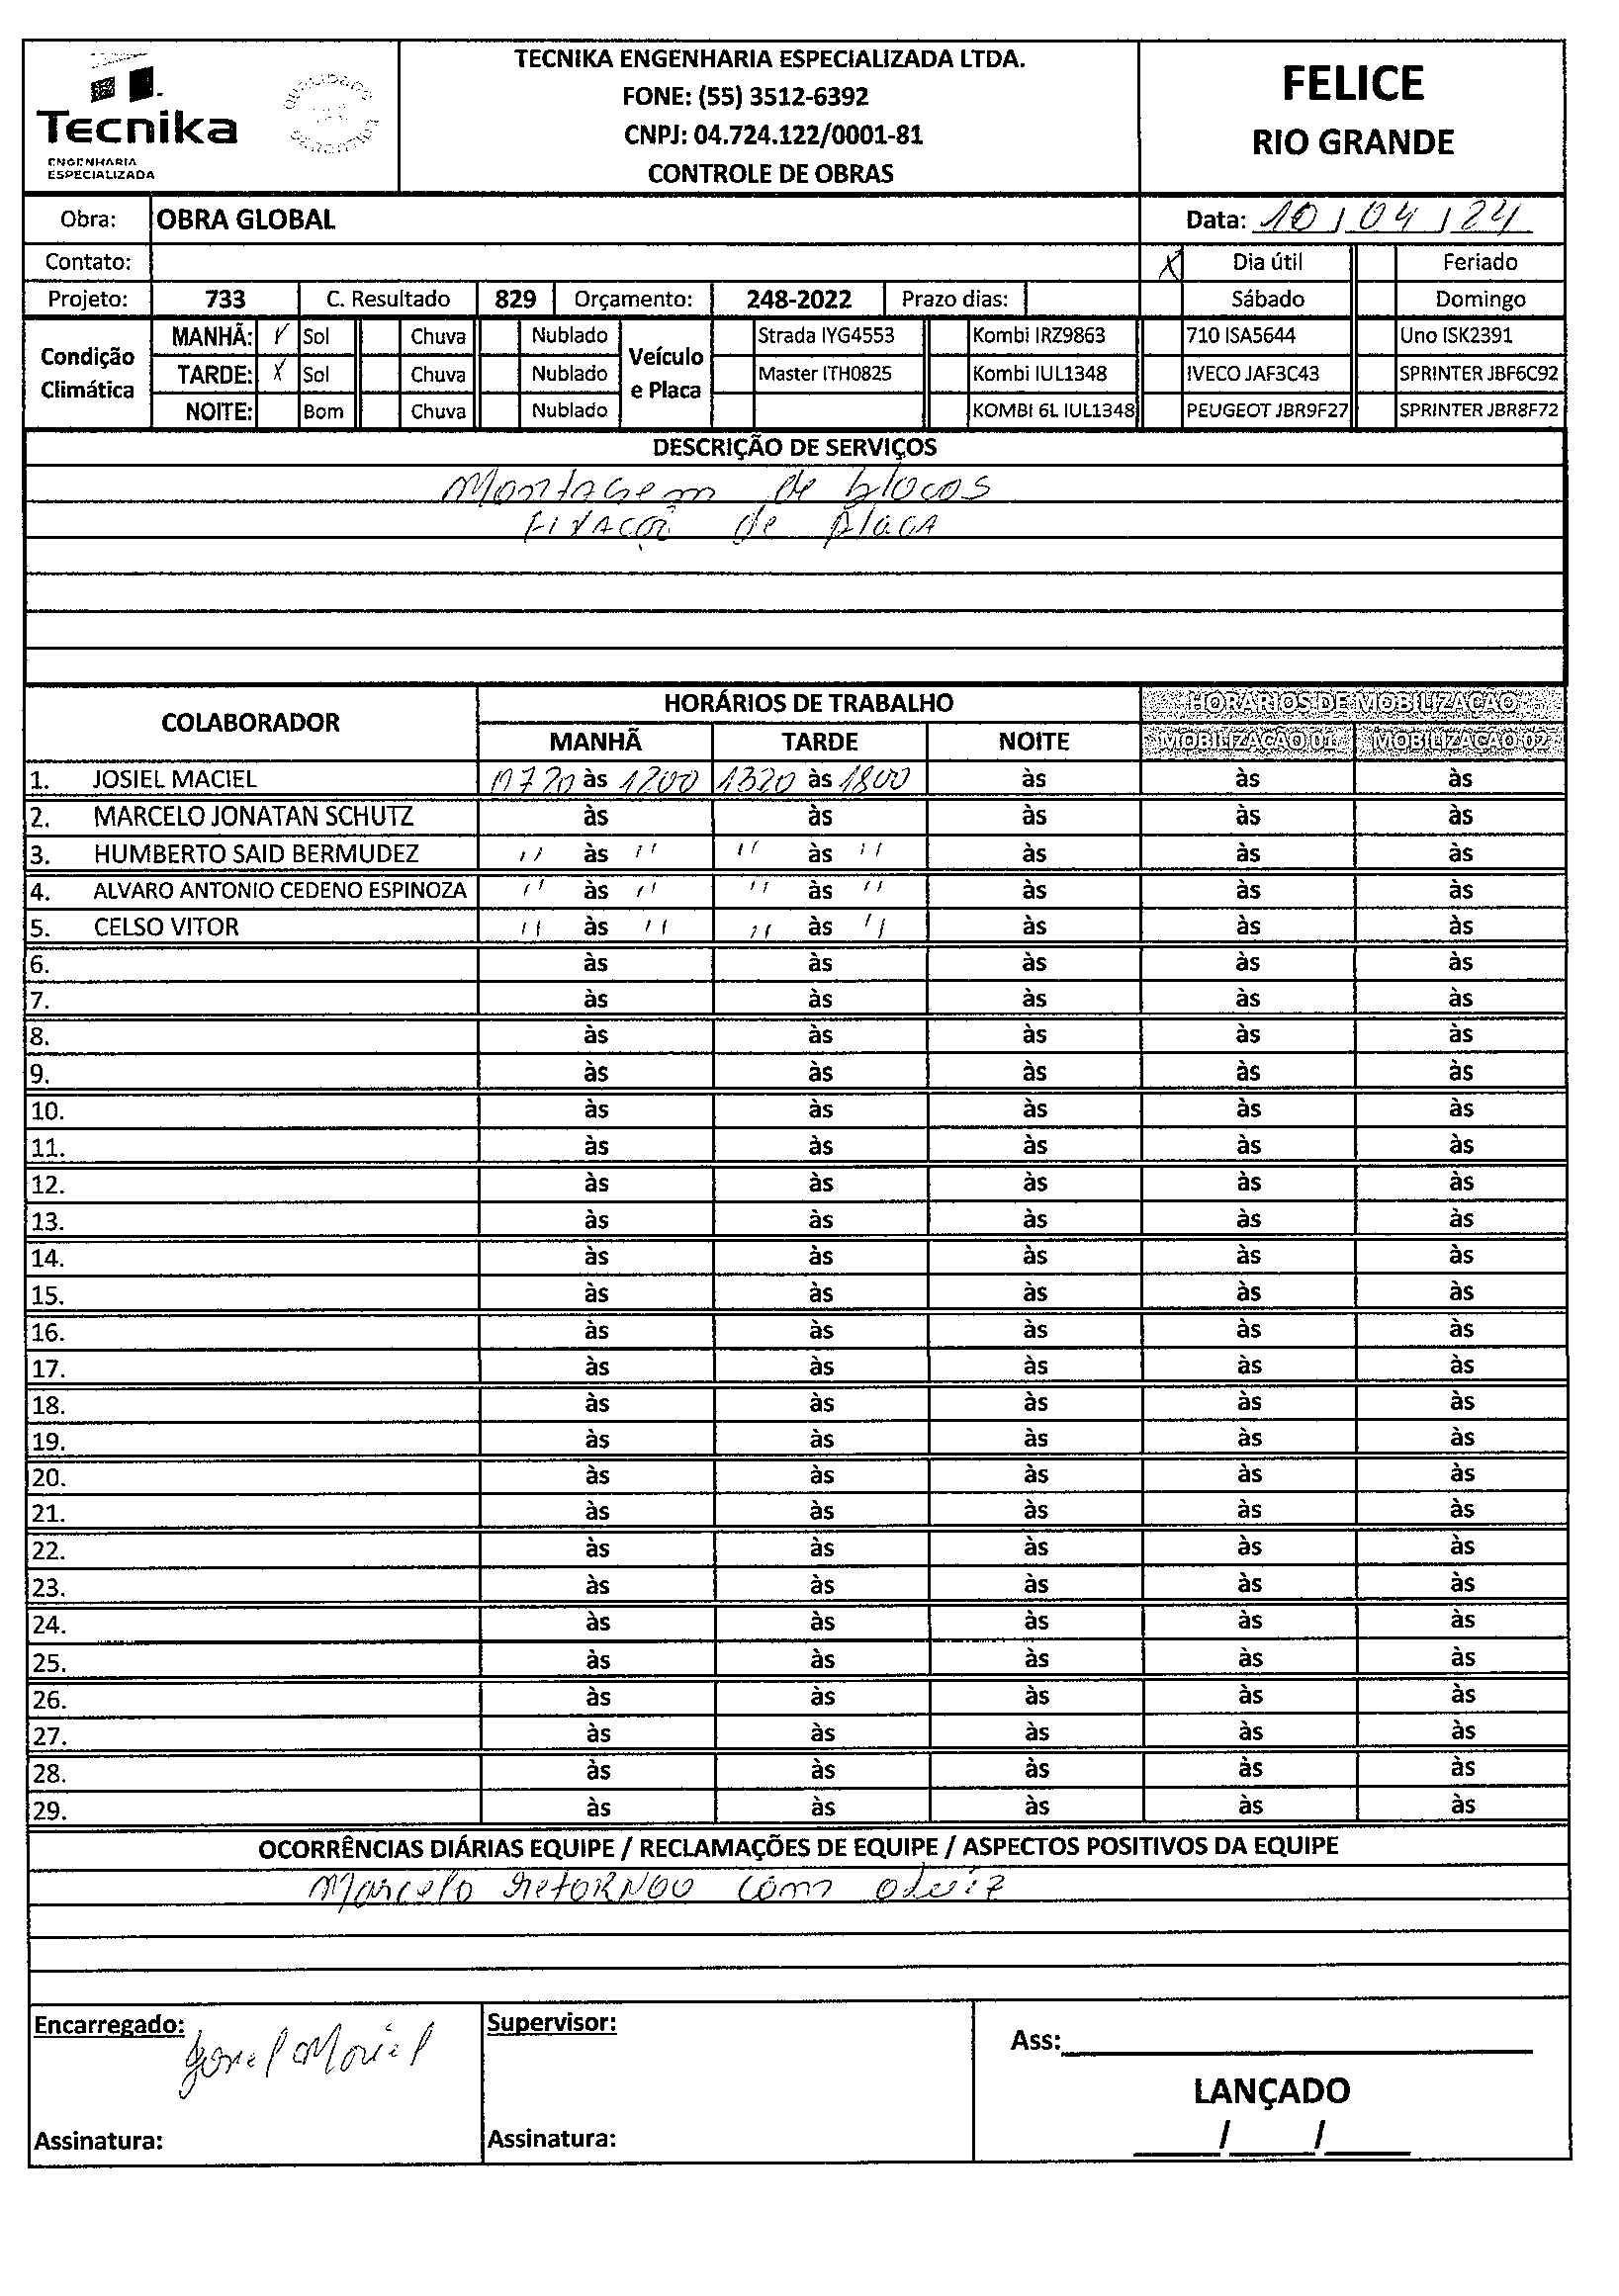 Tecnika
ENGENHARIA
ESPECIALIZADA
TECNIKA ENGENHARIA ESPECIALIZADA LTDA.
FONE: (55) 3512-6392
CNPJ: 04.724.122/0001-81
CONTROLE DE OBRAS
FELICE
RIO GRANDE
Obra: OBRA GLOBAL Data: 10/04/24
Contato: X Dia útil Feriado
Projeto: 733 C. Resultado 829 Orçamento: 248-2022 Prazo dias: Sábado Domingo
Condição Climática
MANHÃ: X Sol Chuva Nublado
TARDE: X Sol Chuva Nublado
NOITE: Bom Chuva Nublado
Veículo e Placa
Strada IYG4553 Kombi IRZ9863 710 ISA5644 Uno ISK2391
Master ITH0825 Kombi IUL1348 IVECO JAF3C43 SPRINTER JBF6C92
KOMBI 6L IUL1348 PEUGEOT JBR9F27 SPRINTER JBR8F72
DESCRIÇÃO DE SERVIÇOS
Montagem de blocos
Fixação de placa
COLABORADOR HORÁRIOS DE TRABALHO HORÁRIOS DE MOBILIZAÇÃO
MANHÃ TARDE NOITE MOBILIZAÇÃO 01 MOBILIZAÇÃO 02
1. JOSIEL MACIEL 0720 às 1200 1320 às 1800 às às às
2. MARCELO JONATAN SCHUTZ às às às às às
3. HUMBERTO SAID BERMUDEZ " às " " às " às às às
4. ALVARO ANTONIO CEDENO ESPINOZA " às " " às " às às às
5. CELSO VITOR " às " " às " às às às
6. às às às às às
7. às às às às às
8. às às às às às
9. às às às às às
10. às às às às às
11. às às às às às
12. às às às às às
13. às às às às às
14. às às às às às
15. às às às às às
16. às às às às às
17. às às às às às
18. às às às às às
19. às às às às às
20. às às às às às
21. às às às às às
22. às às às às às
23. às às às às às
24. às às às às às
25. às às às às às
26. às às às às às
27. às às às às às
28. às às às às às
29. às às às às às
OCORRÊNCIAS DIÁRIAS EQUIPE / RECLAMAÇÕES DE EQUIPE / ASPECTOS POSITIVOS DA EQUIPE
Marcelo retornou com
Encarregado: Josiel Maciel
Supervisor:
Ass:
LANÇADO
/ /
Assinatura:
Assinatura: